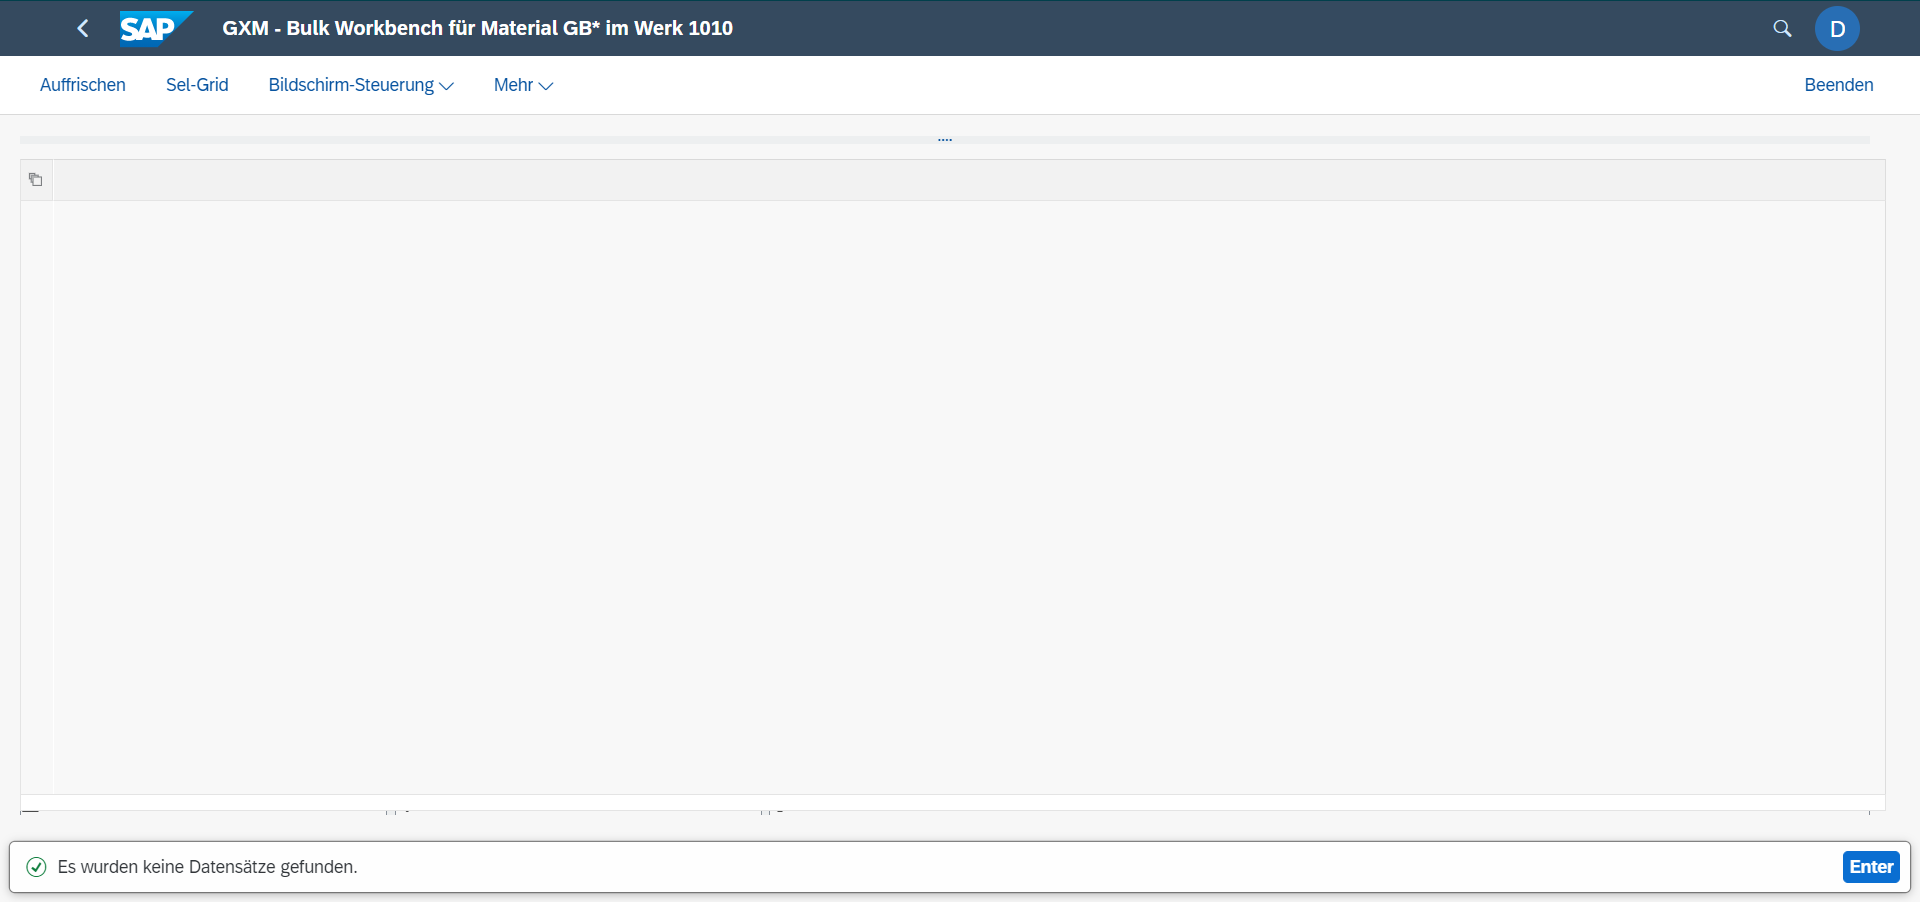 SAP GXM - Bulk Workbench für Material GB* im Werk 1010 D
Auffrischen Sel-Grid Bildschirm-Steuerung Mehr Beenden
Es wurden keine Datensätze gefunden. Enter